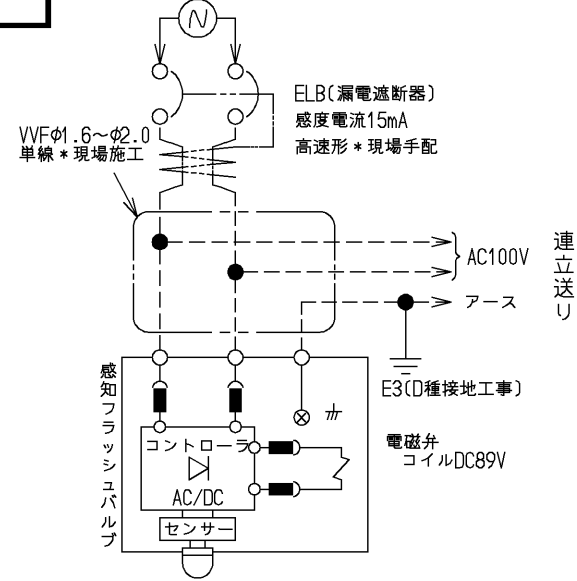 ELB(漏電遮断器)
感度電流15mA
高速形*現場手配
VVFφ1.6~φ2.0
単線*現場施工
AC100V
連立送り
アース
E3(D種接地工事)
感知フラッシュバルブ
電磁弁
コイルDC89V
コントローラ
AC/DC
センサー